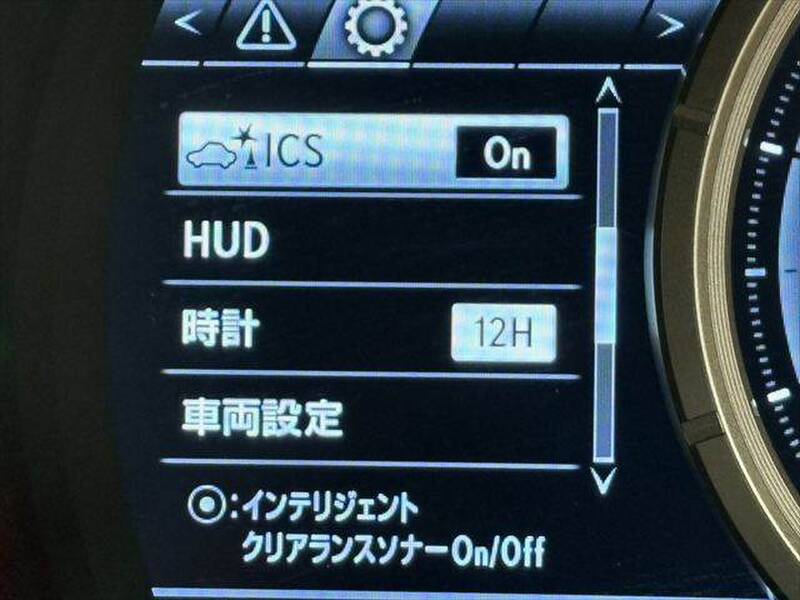 ICS On
HUD
時計 12H
車両設定
:インテリジェント
クリアランスソナーOn/Off